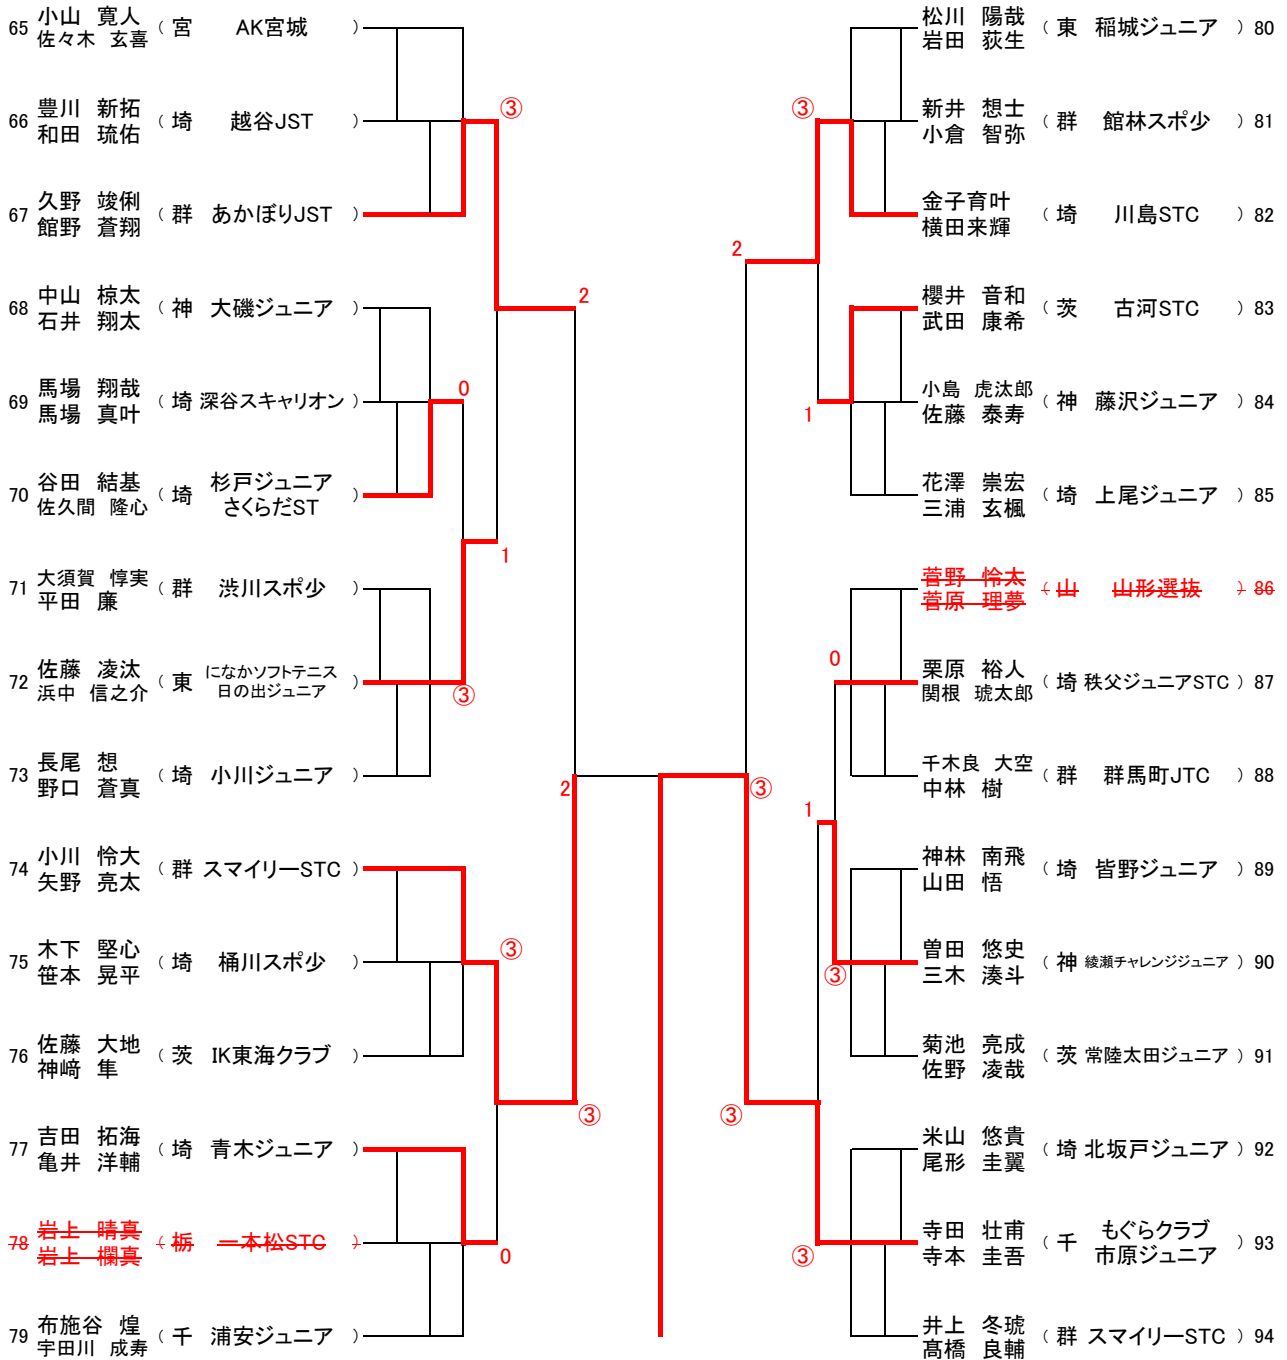 65 小山 寛人 佐々木 玄喜 ( 宮 AK宮城 )
66 豊川 新拓 和田 琉佑 ( 埼 越谷JST )
③
67 久野 竣俐 館野 蒼翔 ( 群 あかぼりJST )
68 中山 椋太 石井 翔太 ( 神 大磯ジュニア )
2
69 馬場 翔哉 馬場 真叶 ( 埼 深谷スキャリオン )
0
70 谷田 結基 佐久間 隆心 ( 埼 杉戸ジュニア さくらだST )
1
71 大須賀 惇実 平田 廉 ( 群 渋川スポ少 )
72 佐藤 凌汰 浜中 信之介 ( 東 になかソフトテニス 日の出ジュニア )
③
73 長尾 想 野口 蒼真 ( 埼 小川ジュニア )
2
74 小川 怜大 矢野 亮太 ( 群 スマイリーSTC )
75 木下 堅心 笹本 晃平 ( 埼 桶川スポ少 )
③
76 佐藤 大地 神﨑 隼 ( 茨 IK東海クラブ )
③
77 吉田 拓海 亀井 洋輔 ( 埼 青木ジュニア )
78 岩上 晴真 岩上 欄真 ( 栃 一本松STC )
0
79 布施谷 煌 宇田川 成寿 ( 千 浦安ジュニア )
松川 陽哉 岩田 荻生 ( 東 稲城ジュニア ) 80
③
新井 想士 小倉 智弥 ( 群 館林スポ少 ) 81
金子育叶 横田来輝 ( 埼 川島STC ) 82
2
櫻井 音和 武田 康希 ( 茨 古河STC ) 83
1
小島 虎汰郎 佐藤 泰寿 ( 神 藤沢ジュニア ) 84
花澤 崇宏 三浦 玄楓 ( 埼 上尾ジュニア ) 85
菅野 怜太 菅原 理夢 ( 山 山形選抜 ) 86
0
栗原 裕人 関根 琥太郎 ( 埼 秩父ジュニアSTC ) 87
③
千木良 大空 中林 樹 ( 群 群馬町JTC ) 88
1
神林 南飛 山田 悟 ( 埼 皆野ジュニア ) 89
③
曽田 悠史 三木 湊斗 ( 神 綾瀬チャレンジジュニア ) 90
菊池 亮成 佐野 凌哉 ( 茨 常陸太田ジュニア ) 91
③
米山 悠貴 尾形 圭翼 ( 埼 北坂戸ジュニア ) 92
③
寺田 壮甫 寺本 圭吾 ( 千 もぐらクラブ 市原ジュニア ) 93
井上 冬琥 髙橋 良輔 ( 群 スマイリーSTC ) 94